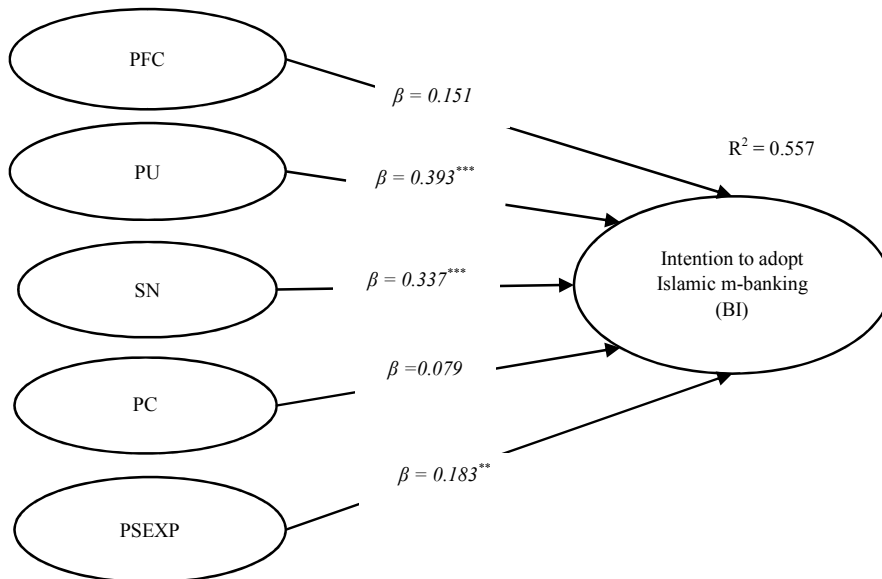 PFC
β = 0.151
R² = 0.557
PU
β = 0.393***
Intention to adopt
Islamic m-banking
(BI)
SN
β = 0.337***
PC
β =0.079
β = 0.183**
PSEXP